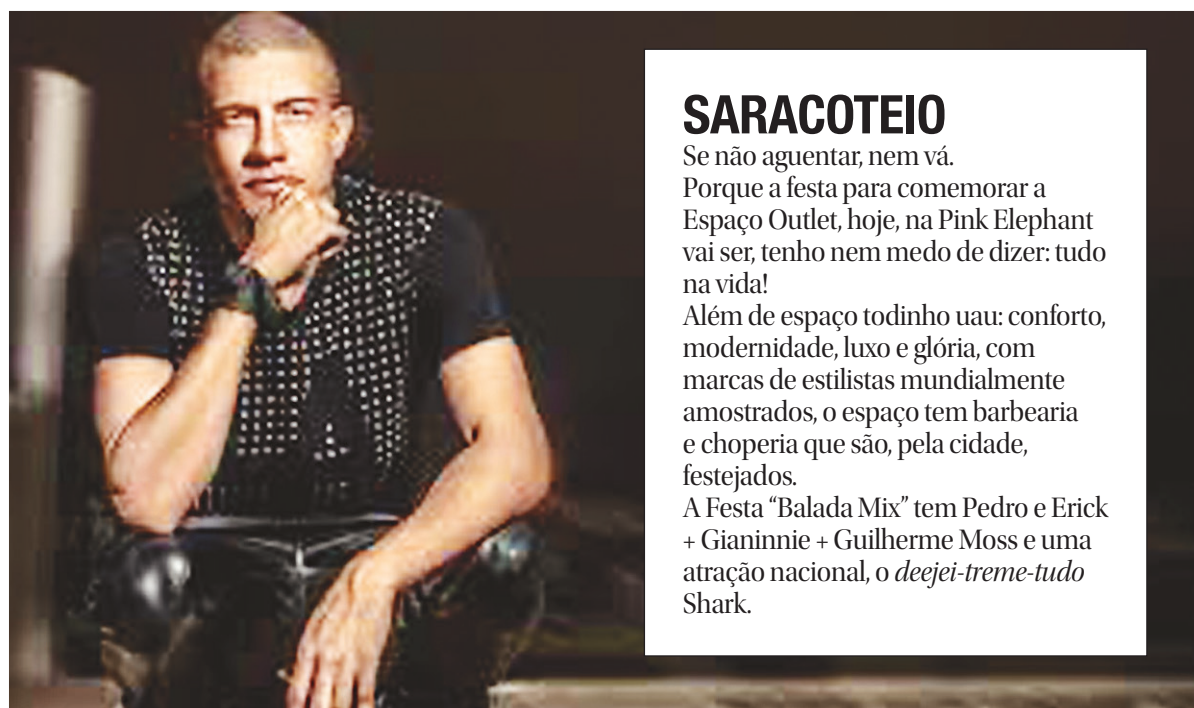 SARACOTEIO
Se não aguentar, nem vá.
Porque a festa para comemorar a
Espaço Outlet, hoje, na Pink Elephant
vai ser, tenho nem medo de dizer: tudo
na vida!
Além de espaço todinho uau: conforto,
modernidade, luxo e glória, com
marcas de estilistas mundialmente
amostrados, o espaço tem barbearia
e choperia que são, pela cidade,
festejados.
A Festa “Balada Mix” tem Pedro e Erick
+ Gianinnie + Guilherme Moss e uma
atração nacional, o deejei-treme-tudo
Shark.